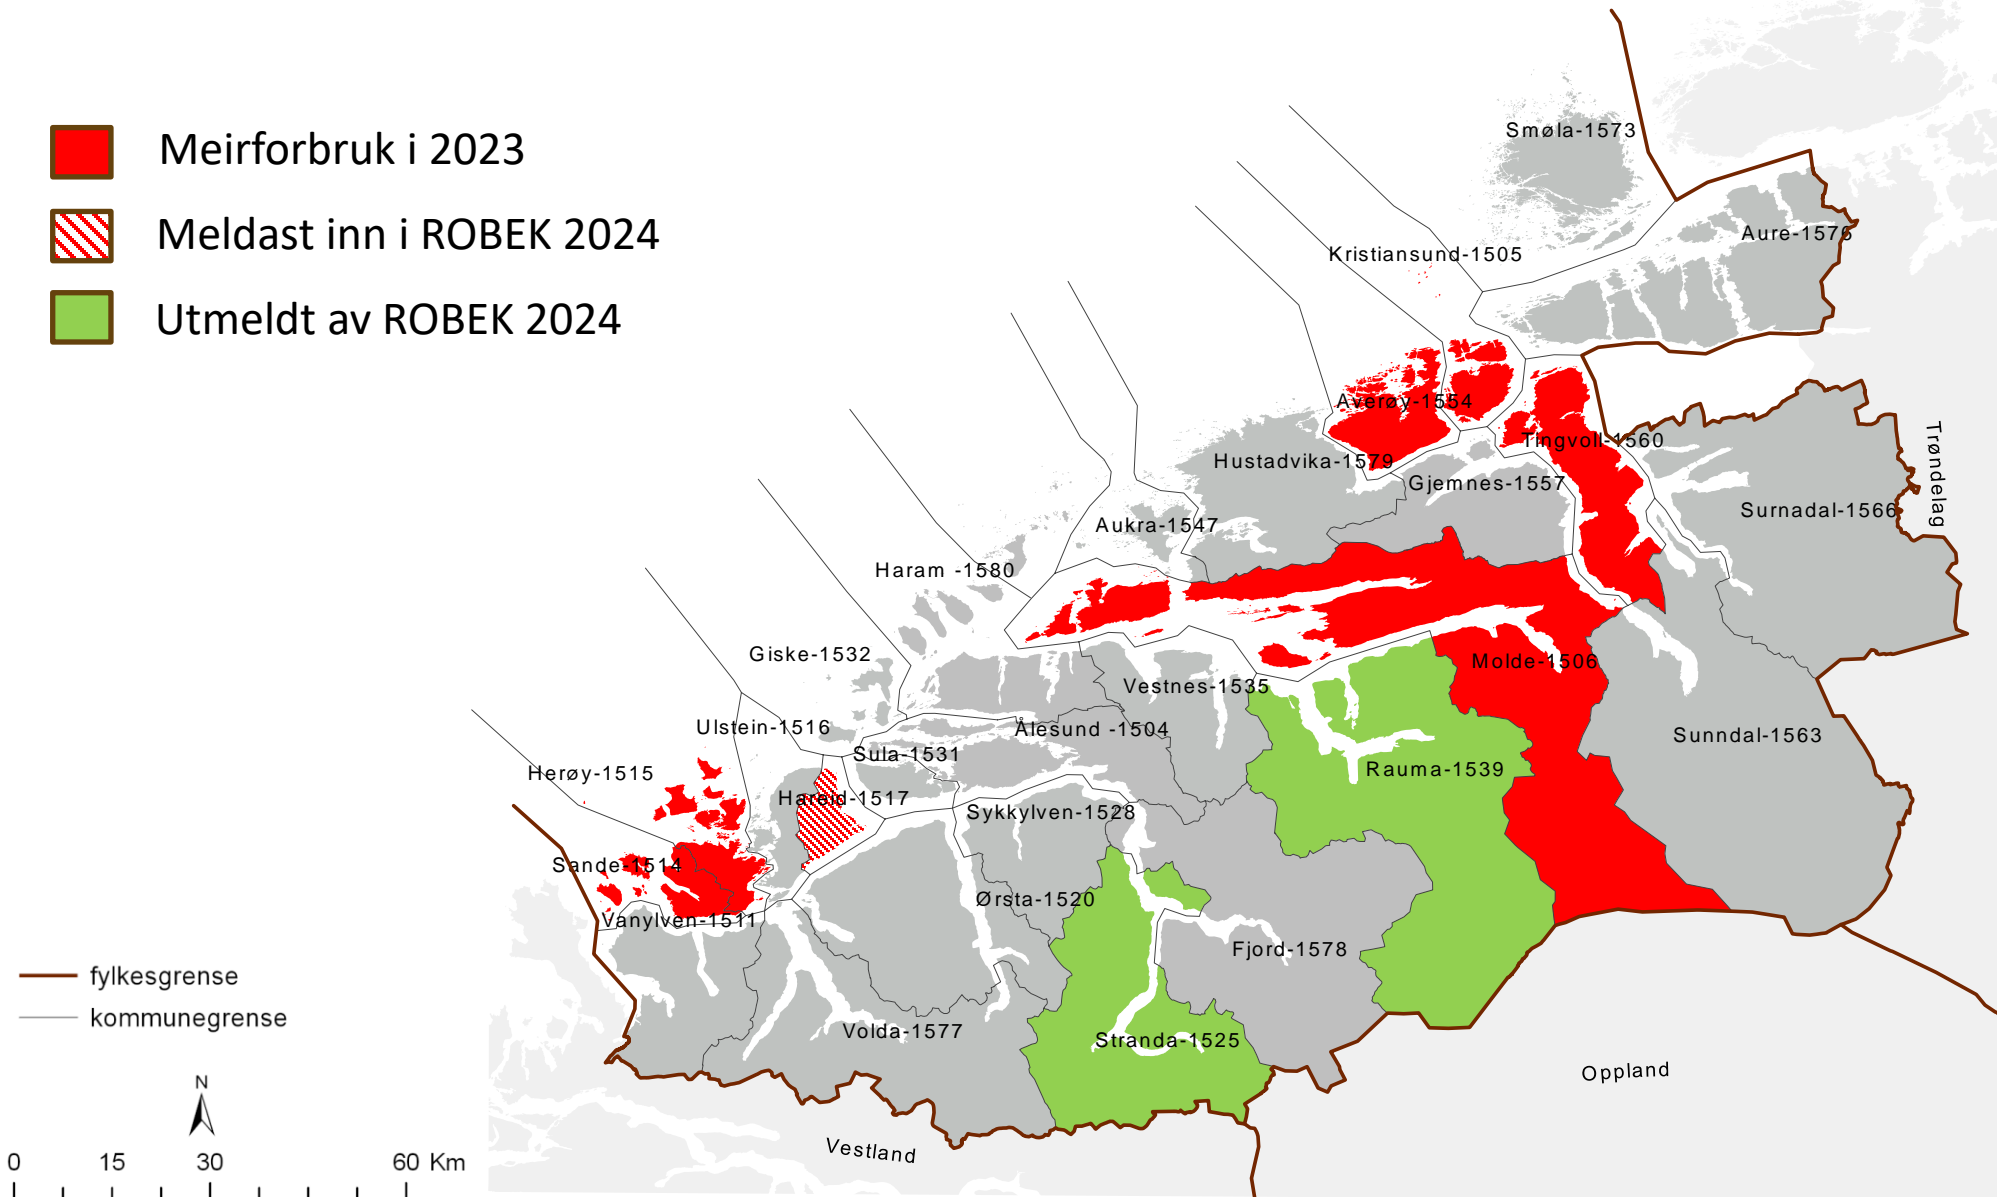 Meirforbruk i 2023
Meldast inn i ROBEK 2024
Utmeldt av ROBEK 2024
Smøla-1573
Aure-1576
Kristiansund-1505
Averøy-1554
Tingvoll-1560
Hustadvika-1579
Gjemnes-1557
Trøndelag
Surnadal-1566
Aukra-1547
Haram -1580
Giske-1532
Molde-1506
Vestnes-1535
Ulstein-1516
Ålesund -1504
Sunndal-1563
Sula-1531
Rauma-1539
Herøy-1515
Hareid-1517
Sykkylven-1528
Sande-1514
Ørsta-1520
Vanylven-1511
Fjord-1578
Volda-1577
Stranda-1525
Oppland
Vestland
fylkesgrense
kommunegrense
N
0 15 30 60 Km